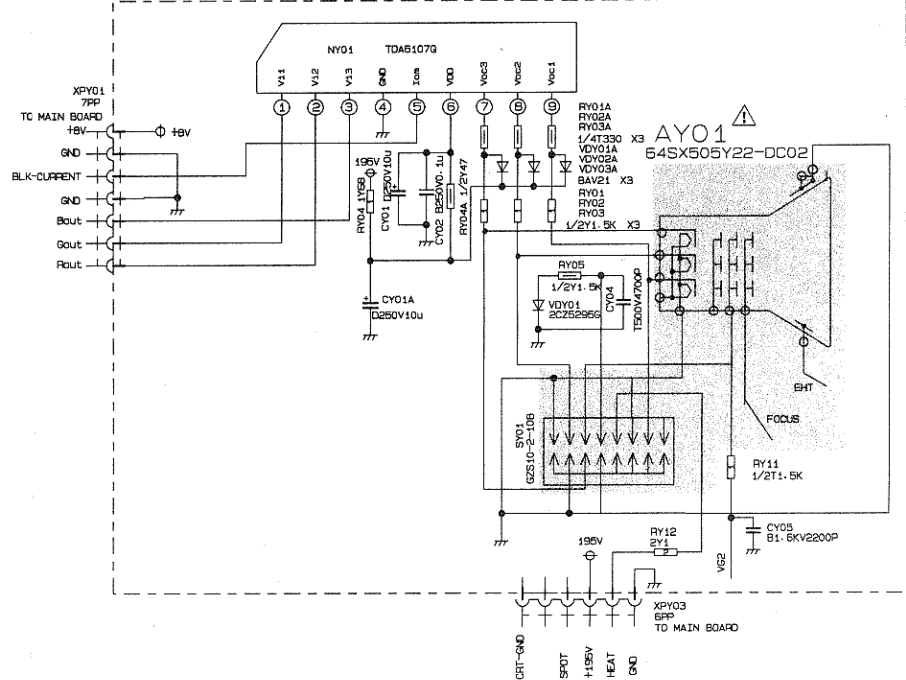 NY01 TDA6107Q
Vi1 Vi2 Vi3 GND Iom VDD Voc3 Voc2 Voc1
1 2 3 4 5 6 7 8 9
XPY01
7PP
TO MAIN BOARD
+8V
+8V
GND
BLK-CURRENT
GND
Bout
Gout
Rout
195V
RY04 1Y68
CY01 D250V10u
CY02 B250V0.1u
RY04A 1/2Y47
CY01A
D250V10u
RY01A
RY02A
RY03A
1/4T330 X3
VDY01A
VDY02A
VDY03A
BAV21 X3
RY01
RY02
RY03
1/2Y1.5K X3
AY01
64SX505Y22-DC02
RY05
1/2Y1.5K
VDY01
2CZ5295G
CY04
T500V4700P
EHT
FOCUS
SY01
GZS10-2-108
RY11
1/2T1.5K
CY05
B1.6KV2200P
VG2
RY12
2Y1
2
195V
XPY03
6PP
TO MAIN BOARD
CRT-GND
SPOT
+195V
HEAT
GND